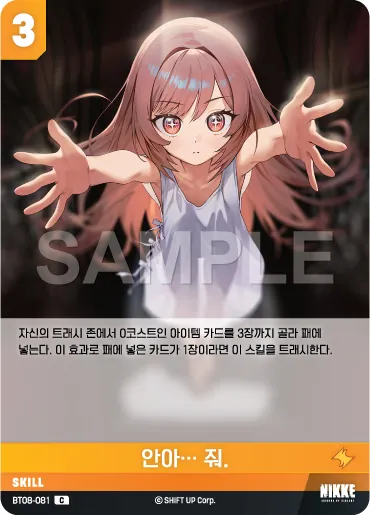 3
SAMPLE
자신의 트래시 존에서 0코스트인 아이템 카드를 3장까지 골라 패에
넣는다. 이 효과로 패에 넣은 카드가 1장이라면 이 스킬을 트래시한다.
안아… 줘.
SKILL
BT08-081 C
© SHIFT UP Corp.
NIKKE